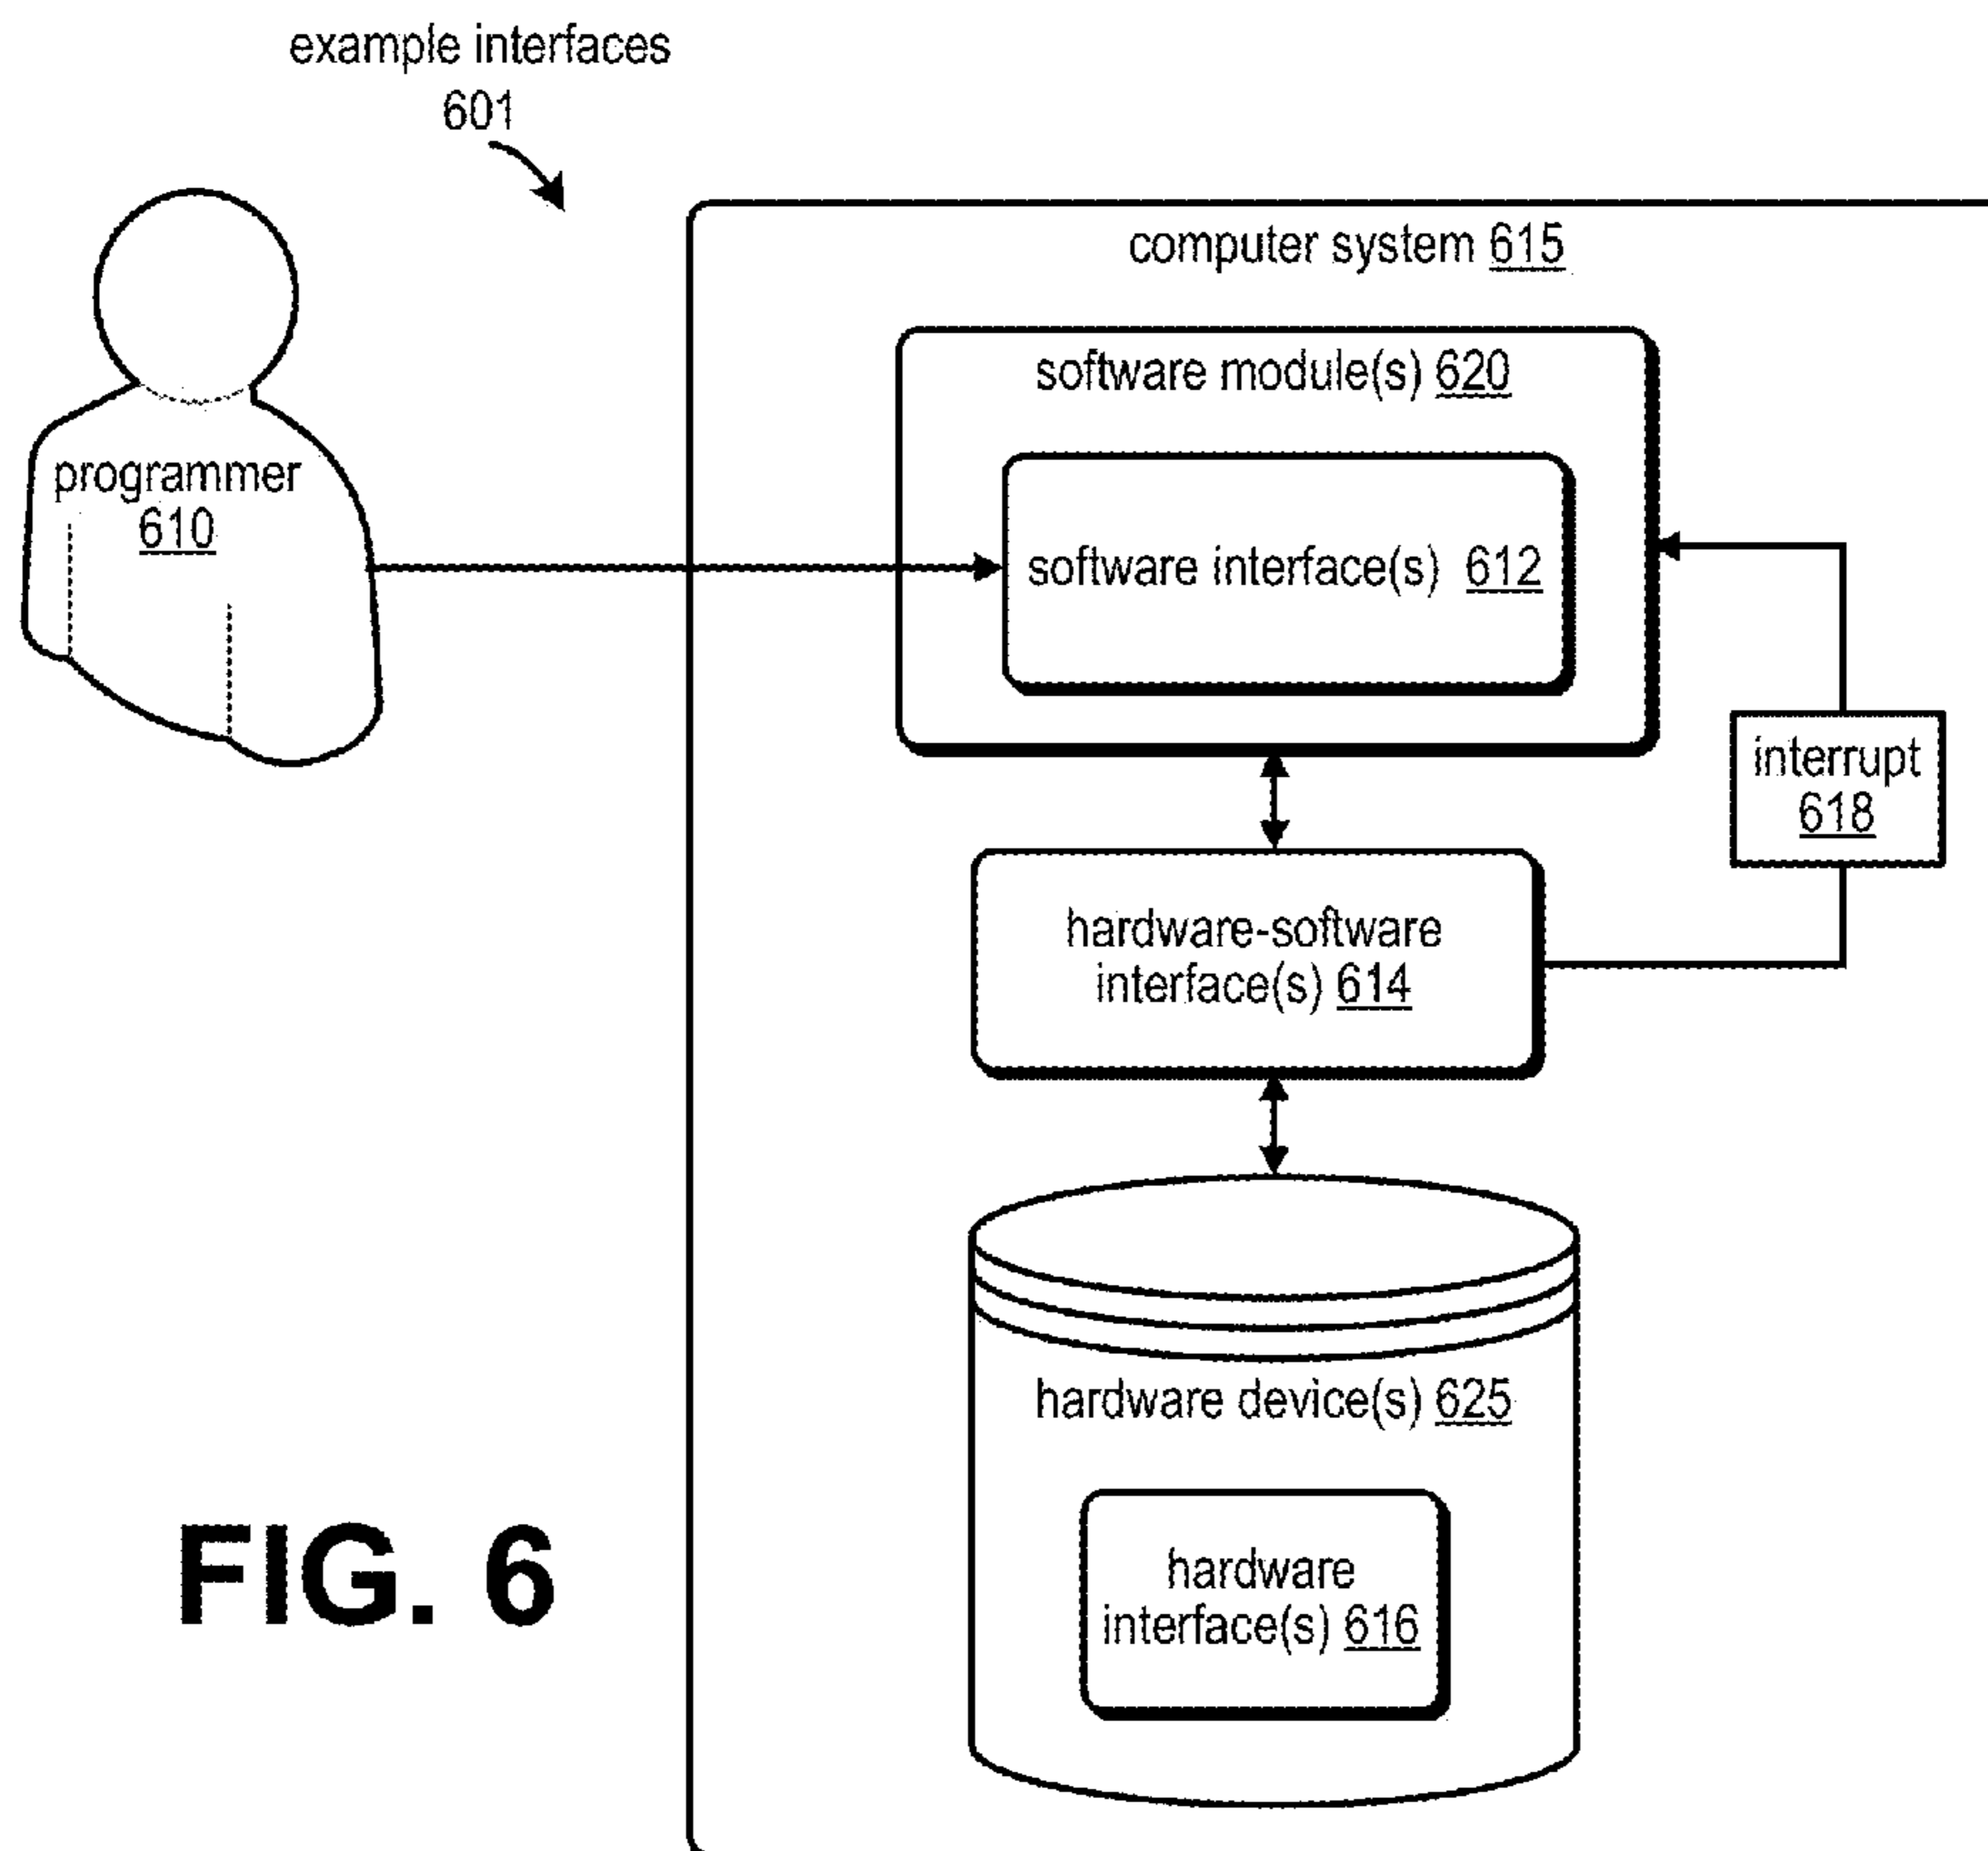 example interfaces
601
computer system 615
software module(s) 620
programmer
610
software interface(s) 612
interrupt
618
hardware-software
interface(s) 614
hardware device(s) 625
hardware
interface(s) 616
FIG. 6